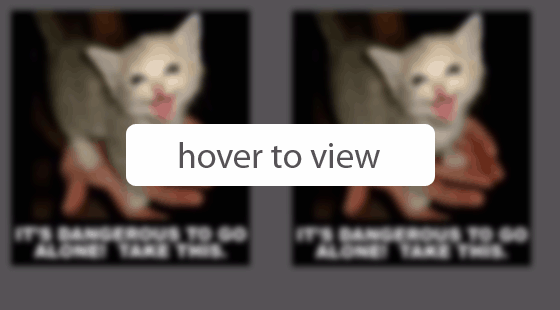 hover to view
IT'S DANGEROUS TO GO
ALONE! TAKE THIS.
IT'S DANGEROUS TO GO
ALONE! TAKE THIS.